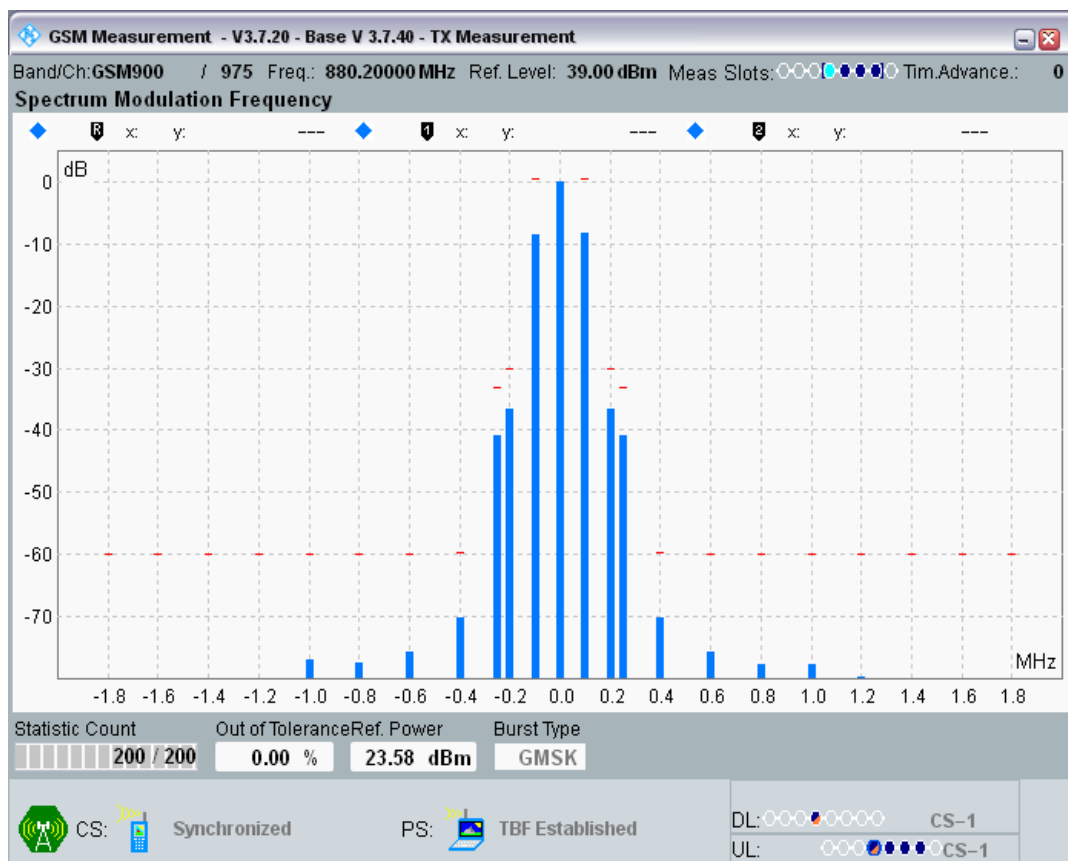 GSM Measurement - V3.7.20 - Base V 3.7.40 - TX Measurement
Band/Ch:GSM900 / 975 Freq.: 880.20000 MHz Ref. Level: 39.00 dBm Meas Slots: Tim.Advance.: 0
Spectrum Modulation Frequency
R x: y: --- 1 x: y: --- 2 x: y: ---
dB
0
-10
-20
-30
-40
-50
-60
-70
MHz
-1.8 -1.6 -1.4 -1.2 -1.0 -0.8 -0.6 -0.4 -0.2 0.0 0.2 0.4 0.6 0.8 1.0 1.2 1.4 1.6 1.8
Statistic Count Out of Tolerance Ref. Power Burst Type
200 / 200 0.00 % 23.58 dBm GMSK
CS: Synchronized PS: TBF Established
DL: CS-1
UL: CS-1